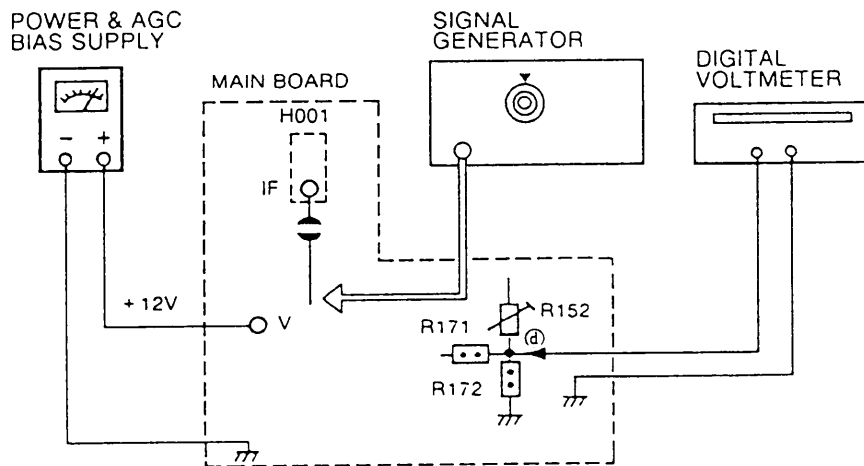 POWER & AGC
BIAS SUPPLY
SIGNAL
GENERATOR
DIGITAL
VOLTMETER
MAIN BOARD
H001
IF
− +
+ 12V
V
R171
R152
(d)
R172